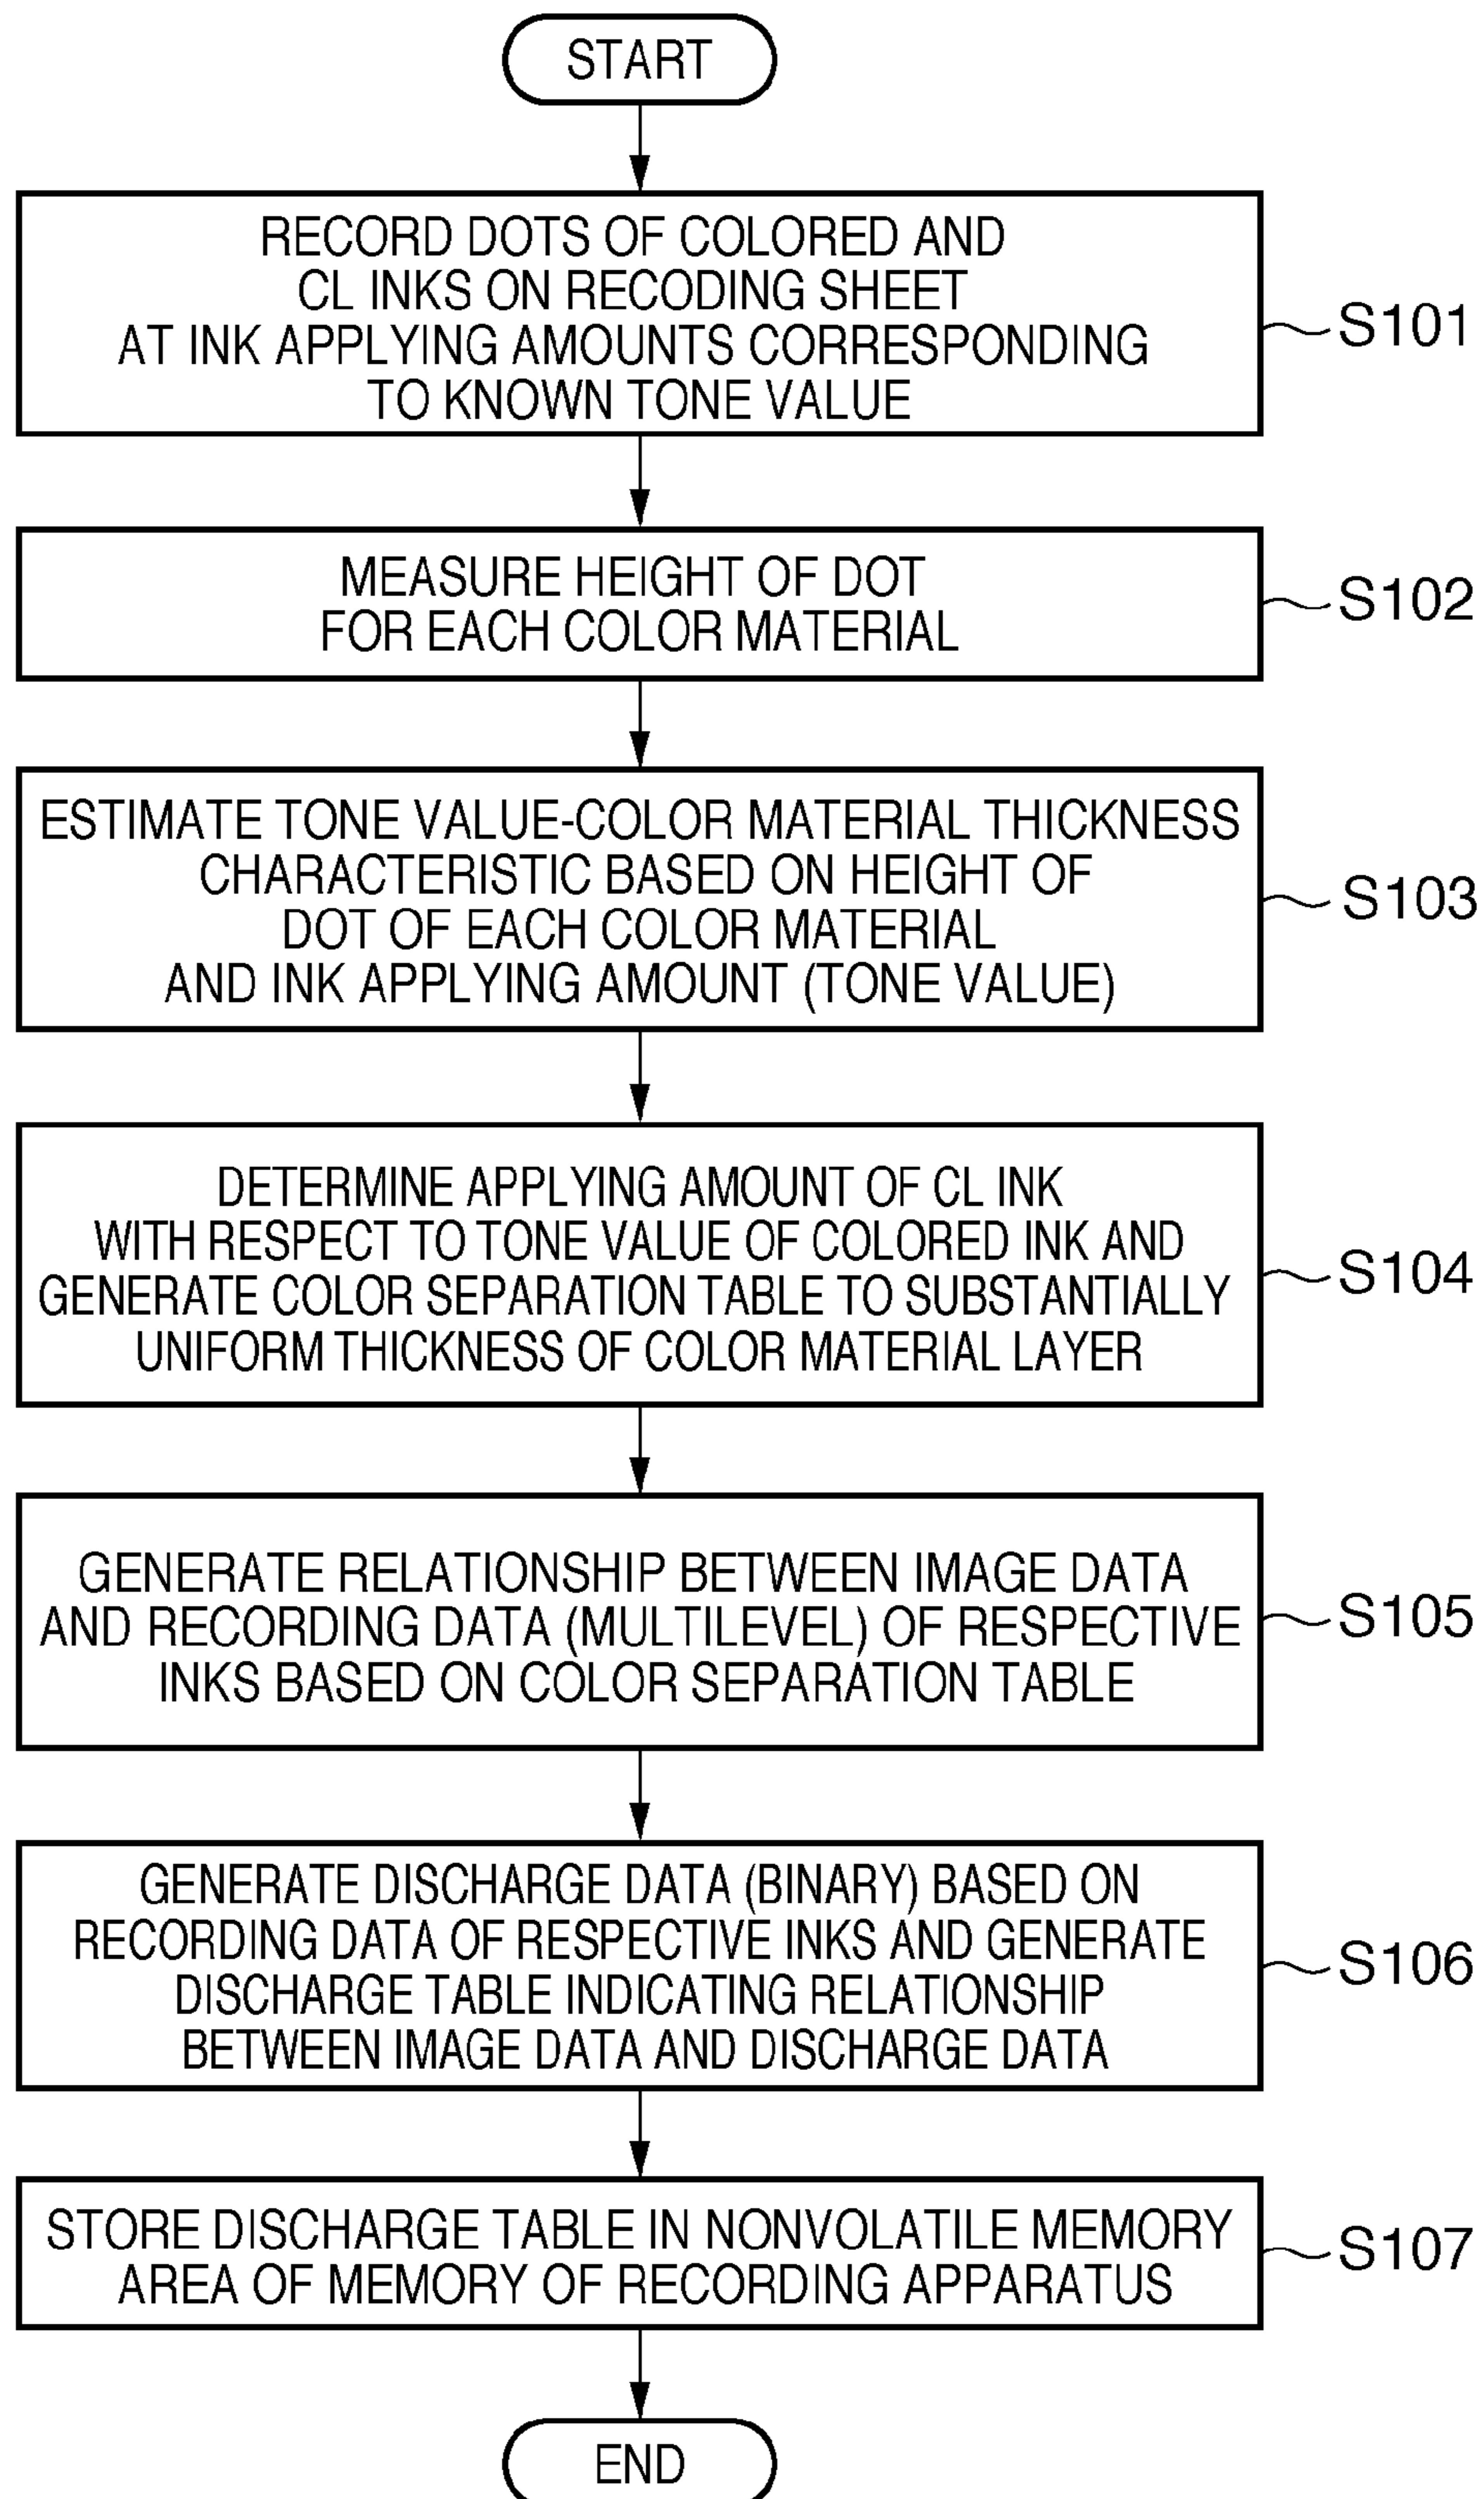 START
RECORD DOTS OF COLORED AND
CL INKS ON RECODING SHEET
AT INK APPLYING AMOUNTS CORRESPONDING
TO KNOWN TONE VALUE
S101
MEASURE HEIGHT OF DOT
FOR EACH COLOR MATERIAL
S102
ESTIMATE TONE VALUE-COLOR MATERIAL THICKNESS
CHARACTERISTIC BASED ON HEIGHT OF
DOT OF EACH COLOR MATERIAL
AND INK APPLYING AMOUNT (TONE VALUE)
S103
DETERMINE APPLYING AMOUNT OF CL INK
WITH RESPECT TO TONE VALUE OF COLORED INK AND
GENERATE COLOR SEPARATION TABLE TO SUBSTANTIALLY
UNIFORM THICKNESS OF COLOR MATERIAL LAYER
S104
GENERATE RELATIONSHIP BETWEEN IMAGE DATA
AND RECORDING DATA (MULTILEVEL) OF RESPECTIVE
INKS BASED ON COLOR SEPARATION TABLE
S105
GENERATE DISCHARGE DATA (BINARY) BASED ON
RECORDING DATA OF RESPECTIVE INKS AND GENERATE
DISCHARGE TABLE INDICATING RELATIONSHIP
BETWEEN IMAGE DATA AND DISCHARGE DATA
S106
STORE DISCHARGE TABLE IN NONVOLATILE MEMORY
AREA OF MEMORY OF RECORDING APPARATUS
S107
END